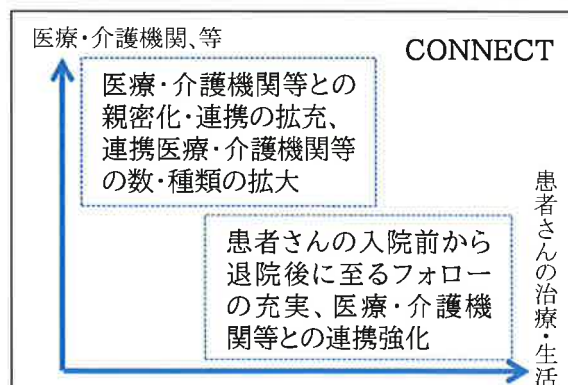 医療・介護機関、等
CONNECT
医療・介護機関等との
親密化・連携の拡充、
連携医療・介護機関等
の数・種類の拡大
患者さんの入院前から
退院後に至るフォロー
の充実、医療・介護機
関等との連携強化
患者さんの治療・生活